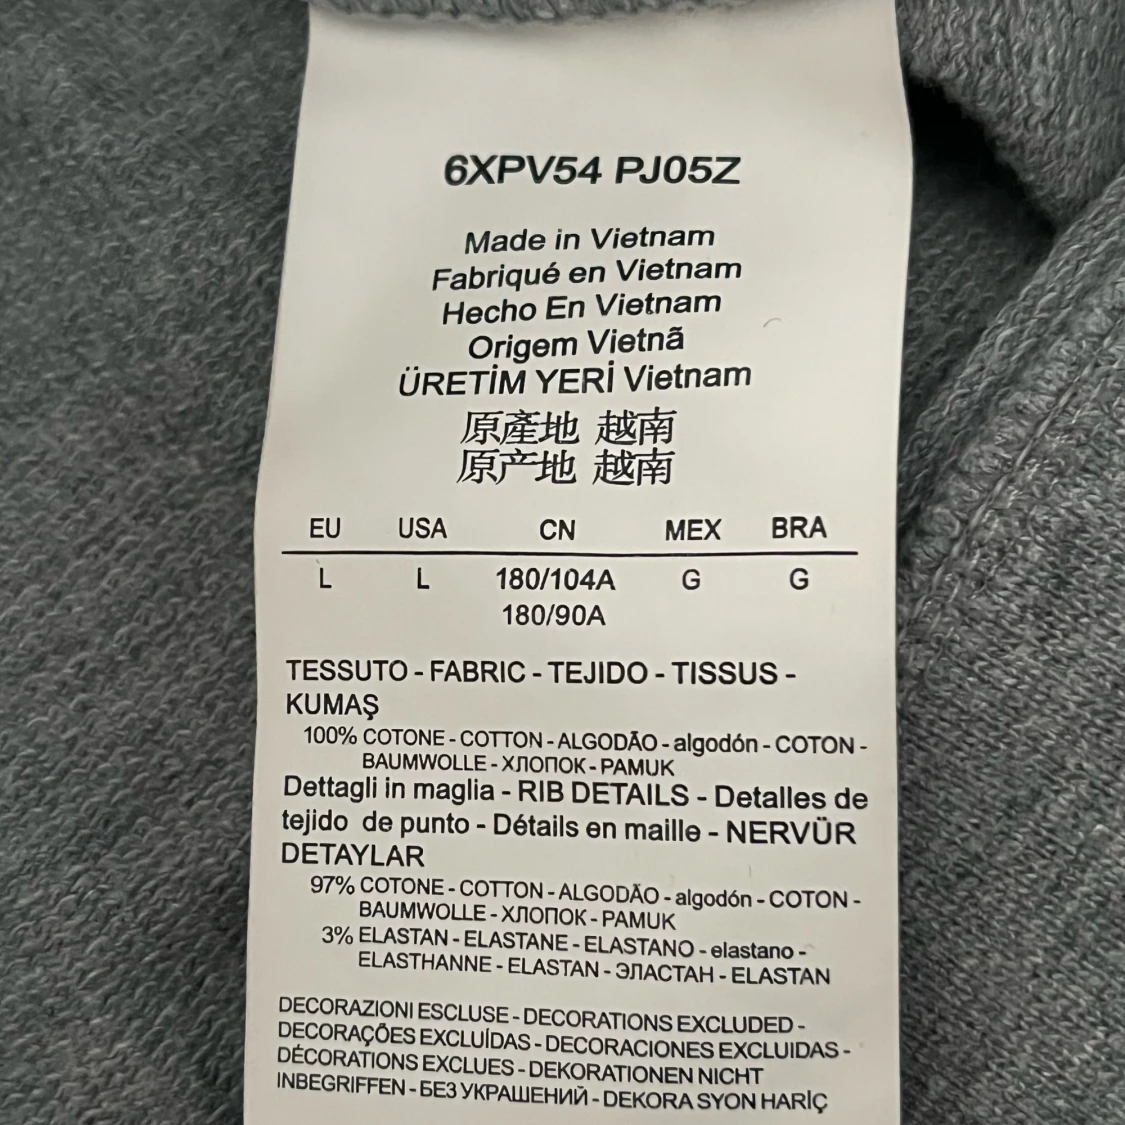 6XPV54 PJ05Z
Made in Vietnam
Fabriqué en Vietnam
Hecho En Vietnam
Origem Vietnã
ÜRETİM YERİ Vietnam
原產地 越南
原产地 越南
EU USA CN MEX BRA
L L 180/104A G G
180/90A
TESSUTO - FABRIC - TEJIDO - TISSUS -
KUMAŞ
100% COTONE - COTTON - ALGODÃO - algodón - COTON -
BAUMWOLLE - ХЛОПОК - PAMUK
Dettagli in maglia - RIB DETAILS - Detalles de
tejido de punto - Détails en maille - NERVÜR
DETAYLAR
97% COTONE - COTTON - ALGODÃO - algodón - COTON -
BAUMWOLLE - ХЛОПОК - PAMUK
3% ELASTAN - ELASTANE - ELASTANO - elastano -
ELASTHANNE - ELASTAN - ЭЛАСТАН - ELASTAN
DECORAZIONI ESCLUSE - DECORATIONS EXCLUDED -
DECORAÇÕES EXCLUÍDAS - DECORACIONES EXCLUIDAS -
DÉCORATIONS EXCLUES - DEKORATIONEN NICHT
INBEGRIFFEN - БЕЗ УКРАШЕНИЙ - DEKORA SYON HARİÇ